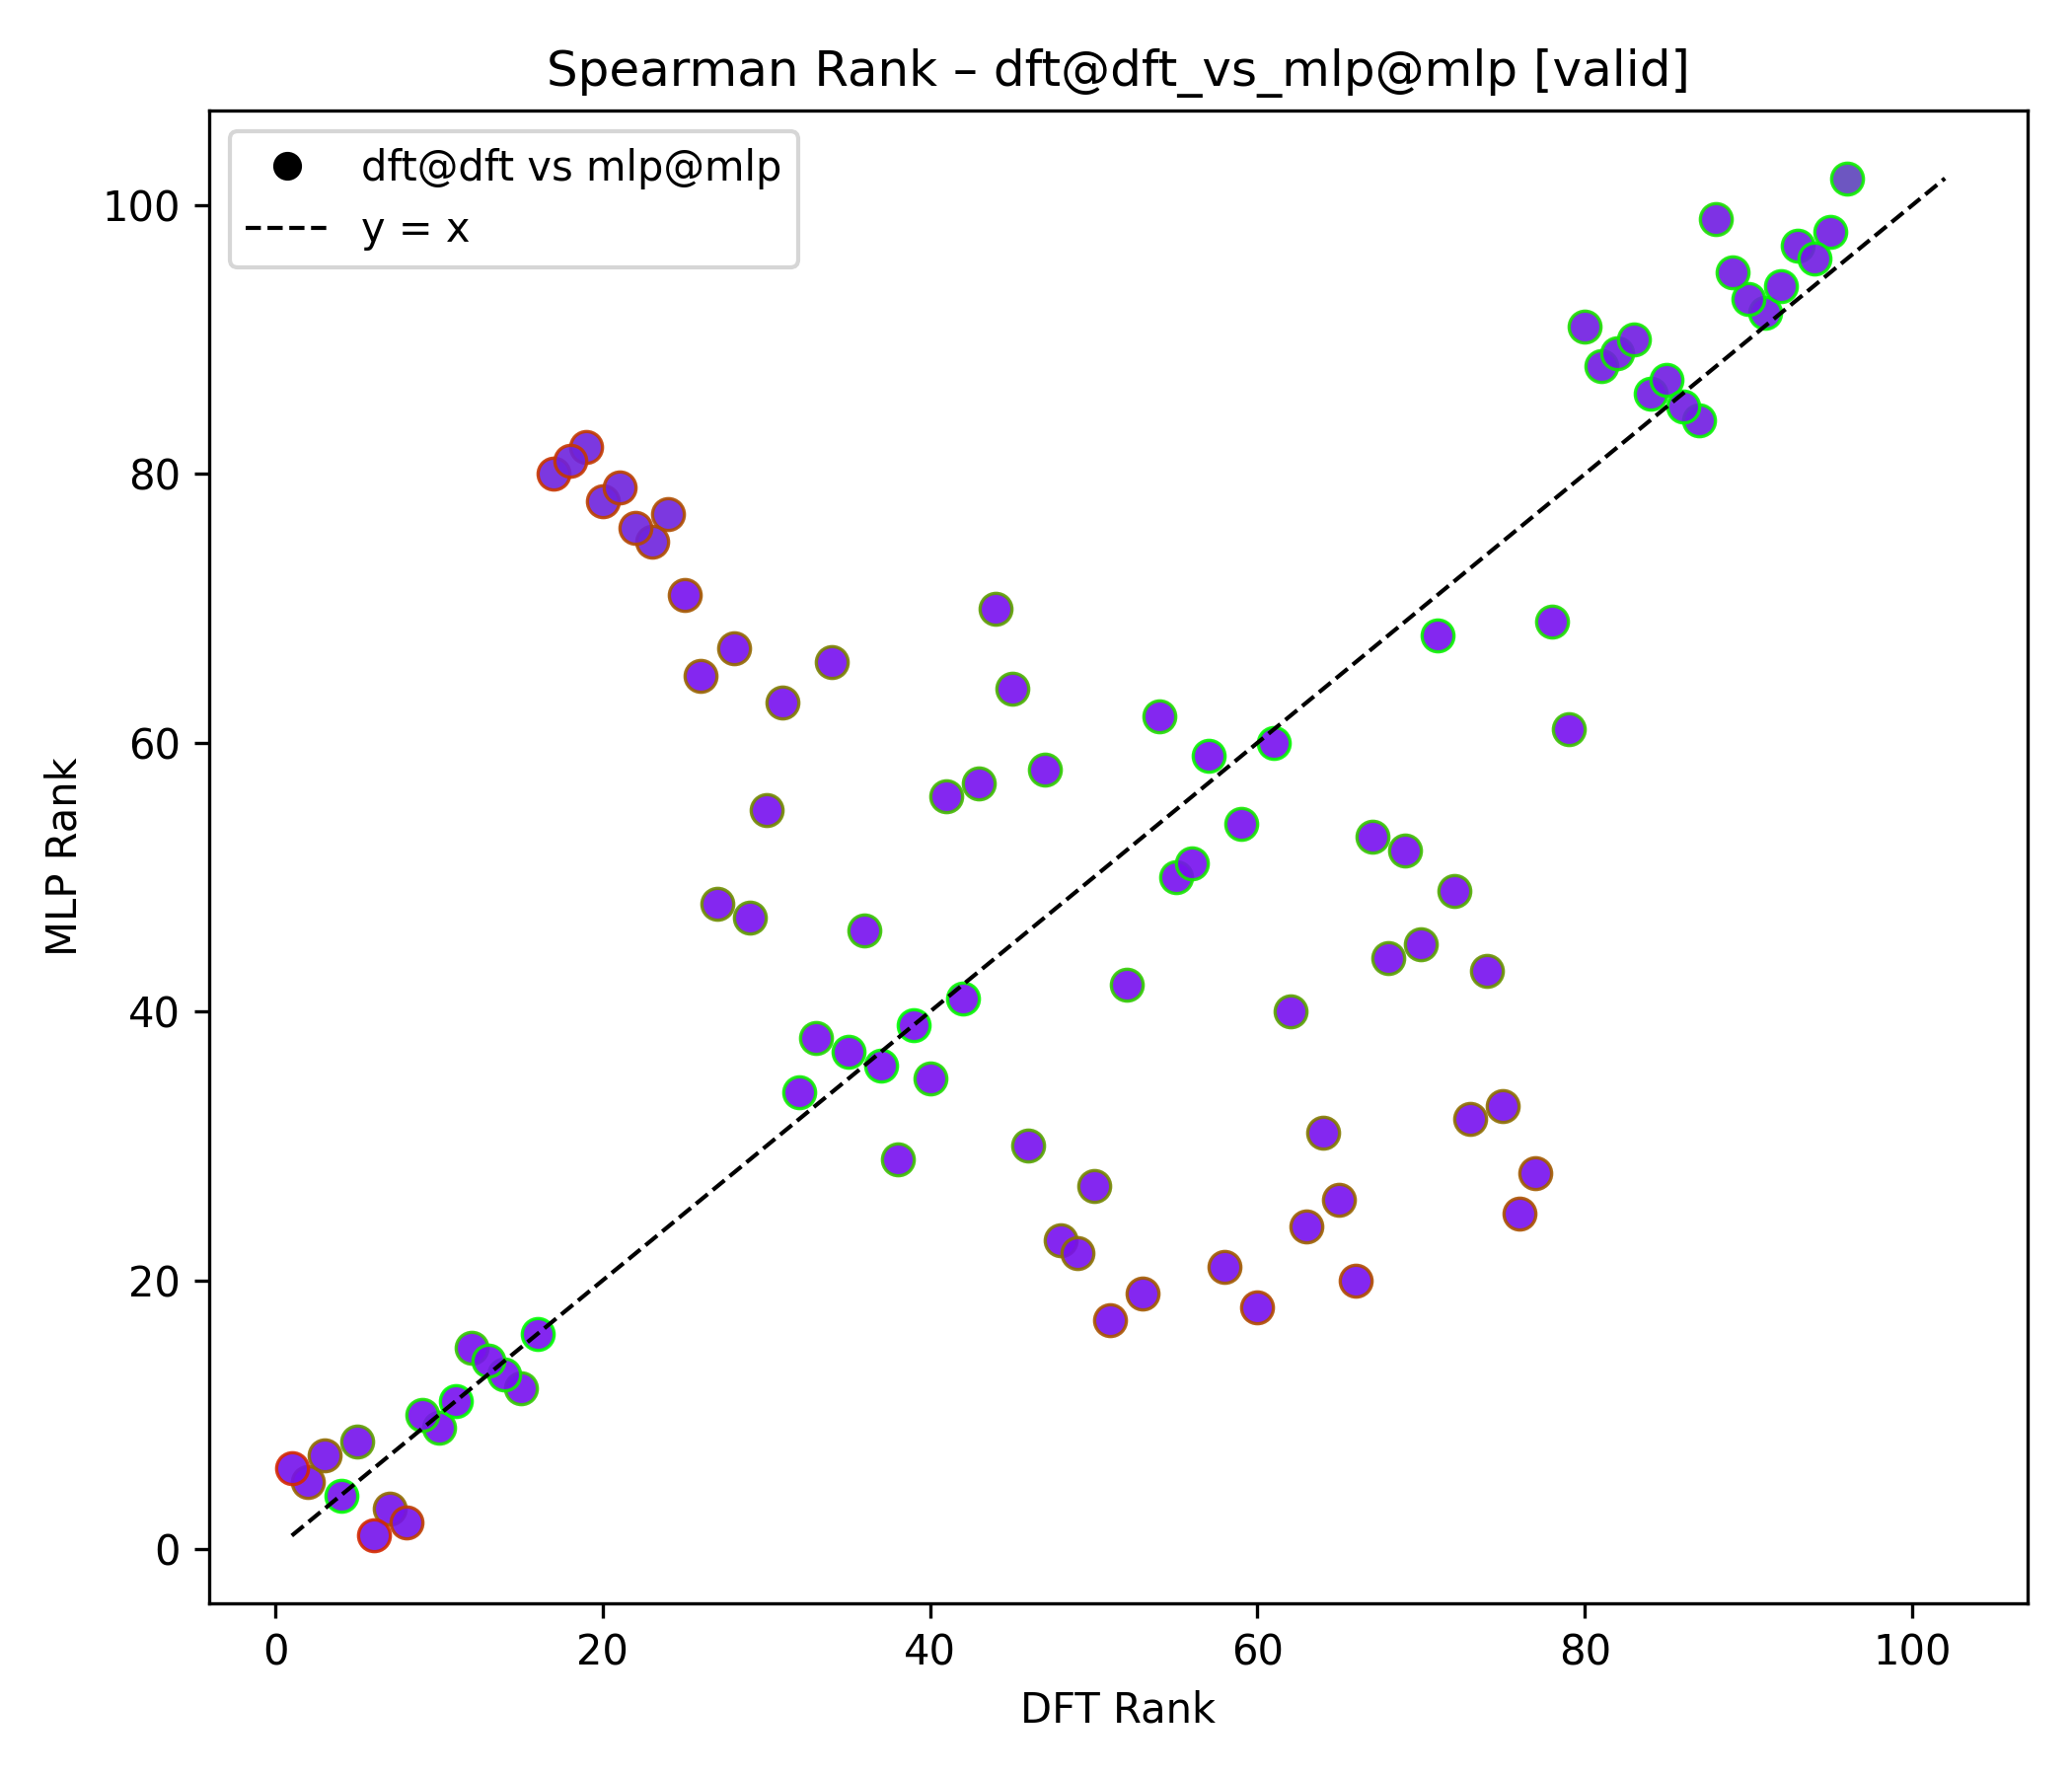 Spearman Rank – dft@dft_vs_mlp@mlp [valid]
dft@dft vs mlp@mlp
y = x
MLP Rank
100
80
60
40
20
0
0 20 40 60 80 100
DFT Rank